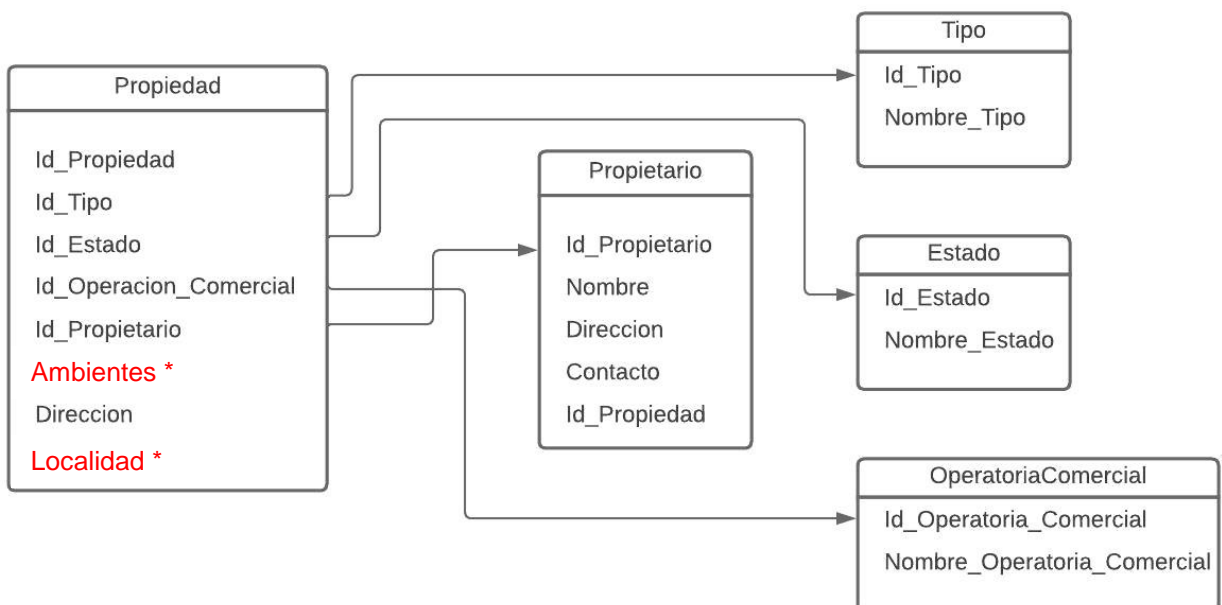 Propiedad
Id_Propiedad
Id_Tipo
Id_Estado
Id_Operacion_Comercial
Id_Propietario
Ambientes *
Direccion
Localidad *
Propietario
Id_Propietario
Nombre
Direccion
Contacto
Id_Propiedad
Tipo
Id_Tipo
Nombre_Tipo
Estado
Id_Estado
Nombre_Estado
OperatoriaComercial
Id_Operatoria_Comercial
Nombre_Operatoria_Comercial